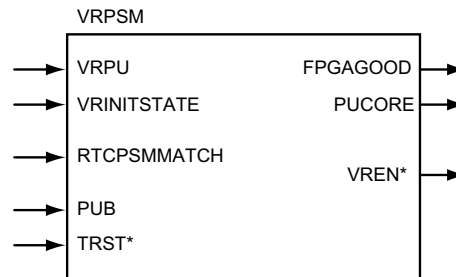 VRPSM
VRPU
FPGAGOOD
VRINITSTATE
PUCORE
RTCPSMMATCH
VREN*
PUB
TRST*